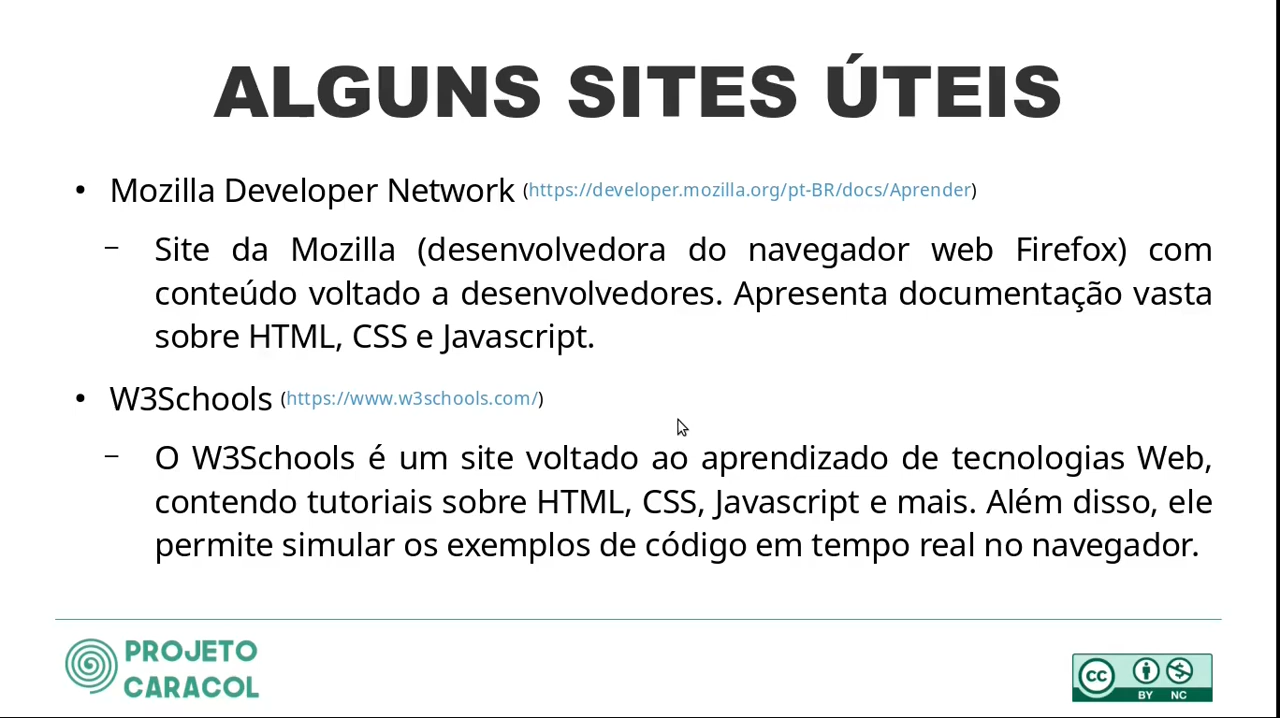 ALGUNS SITES ÚTEIS
• Mozilla Developer Network (https://developer.mozilla.org/pt-BR/docs/Aprender)
– Site da Mozilla (desenvolvedora do navegador web Firefox) com
conteúdo voltado a desenvolvedores. Apresenta documentação vasta
sobre HTML, CSS e Javascript.
• W3Schools (https://www.w3schools.com/)
– O W3Schools é um site voltado ao aprendizado de tecnologias Web,
contendo tutoriais sobre HTML, CSS, Javascript e mais. Além disso, ele
permite simular os exemplos de código em tempo real no navegador.
PROJETO
CARACOL
cc
BY NC